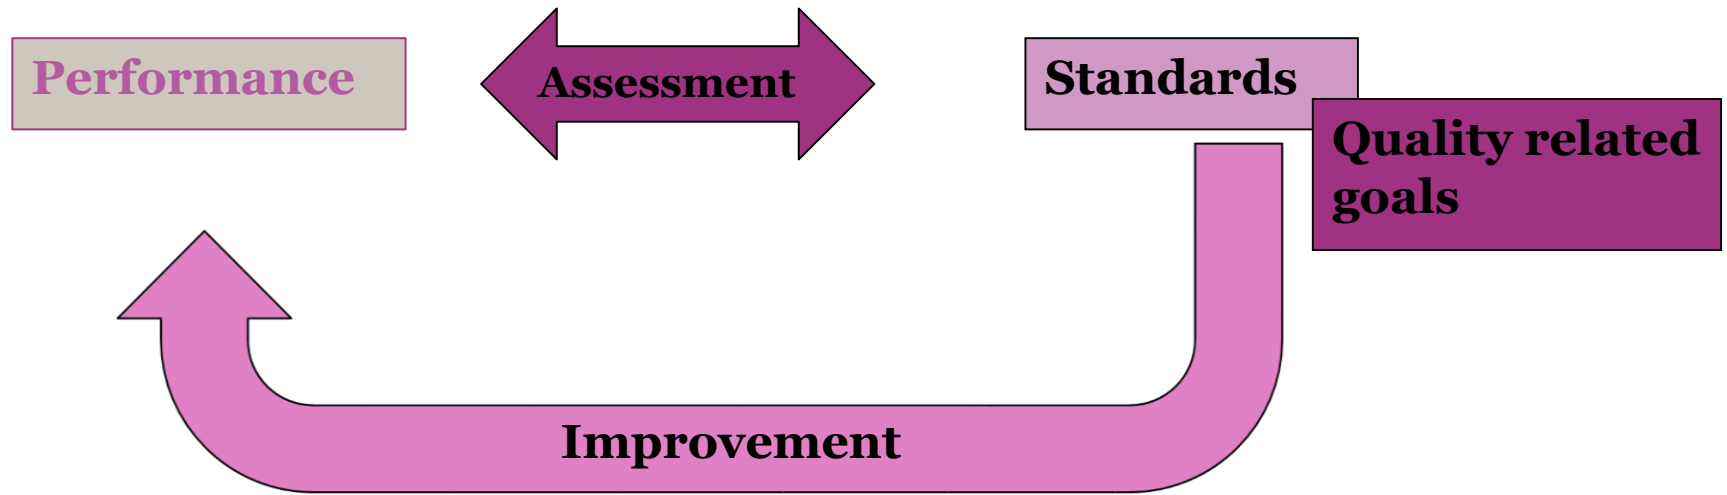 Performance
Assessment
Standards
Quality related
goals
Improvement